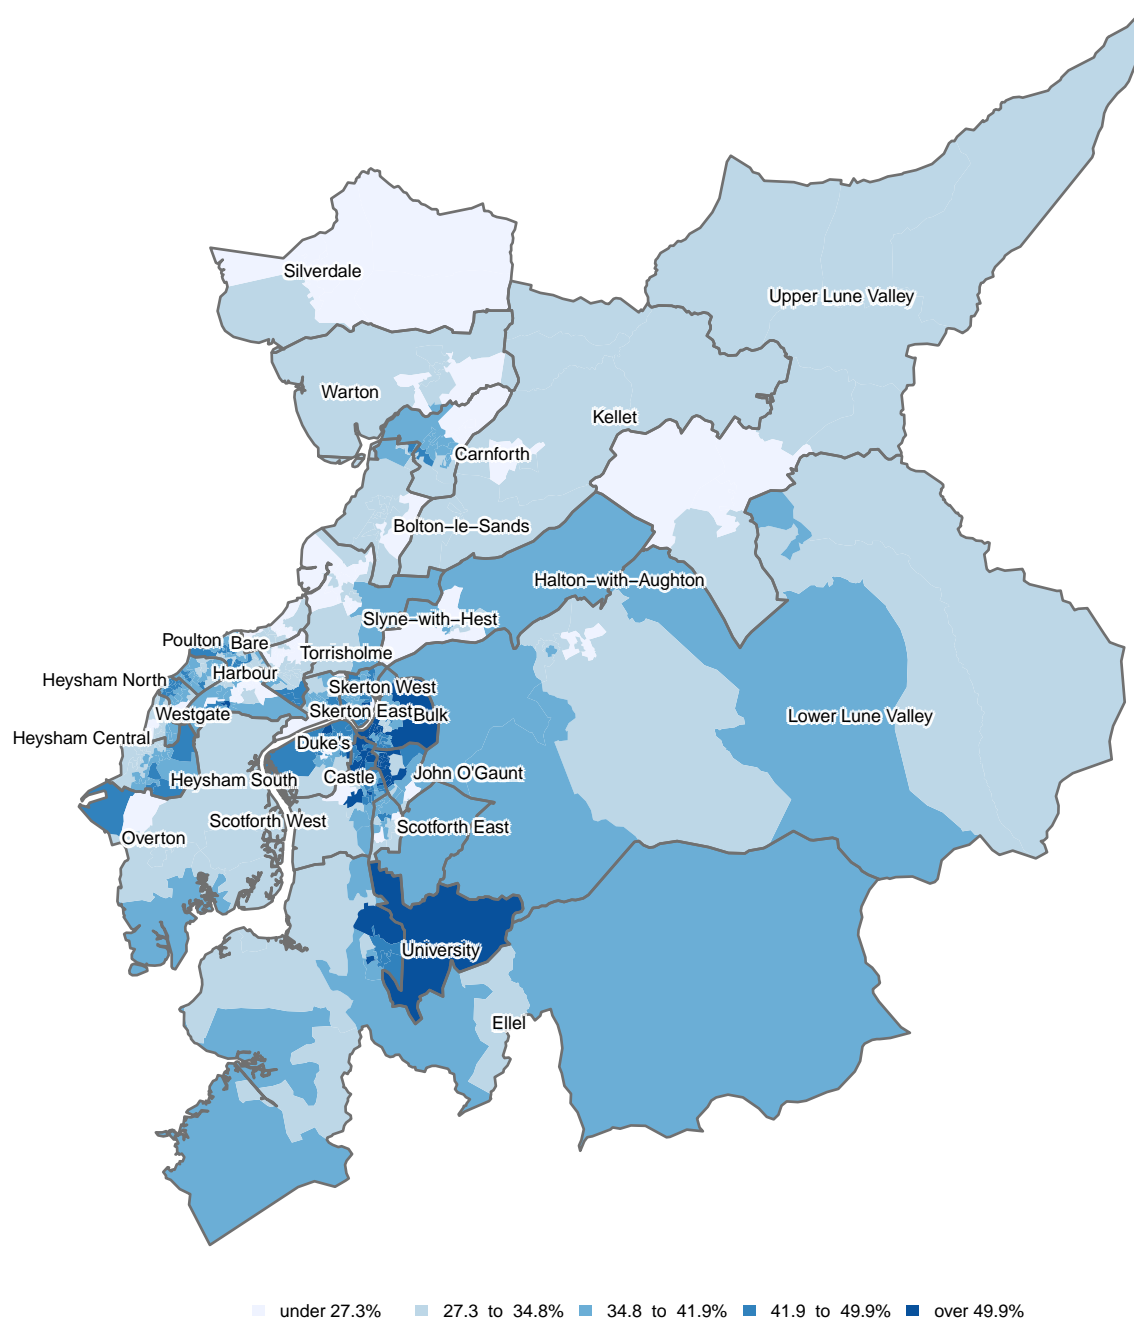 Silverdale
Upper Lune Valley
Warton
Kellet
Carnforth
Bolton−le−Sands
Halton−with−Aughton
Slyne−with−Hest
Poulton
Bare
Torrisholme
Harbour
Heysham North
Skerton West
Westgate
Skerton East
Bulk
Lower Lune Valley
Heysham Central
Duke's
Heysham South
Castle
John O'Gaunt
Scotforth West
Scotforth East
Overton
University
Ellel
under 27.3%
27.3 to 34.8%
34.8 to 41.9%
41.9 to 49.9%
over 49.9%